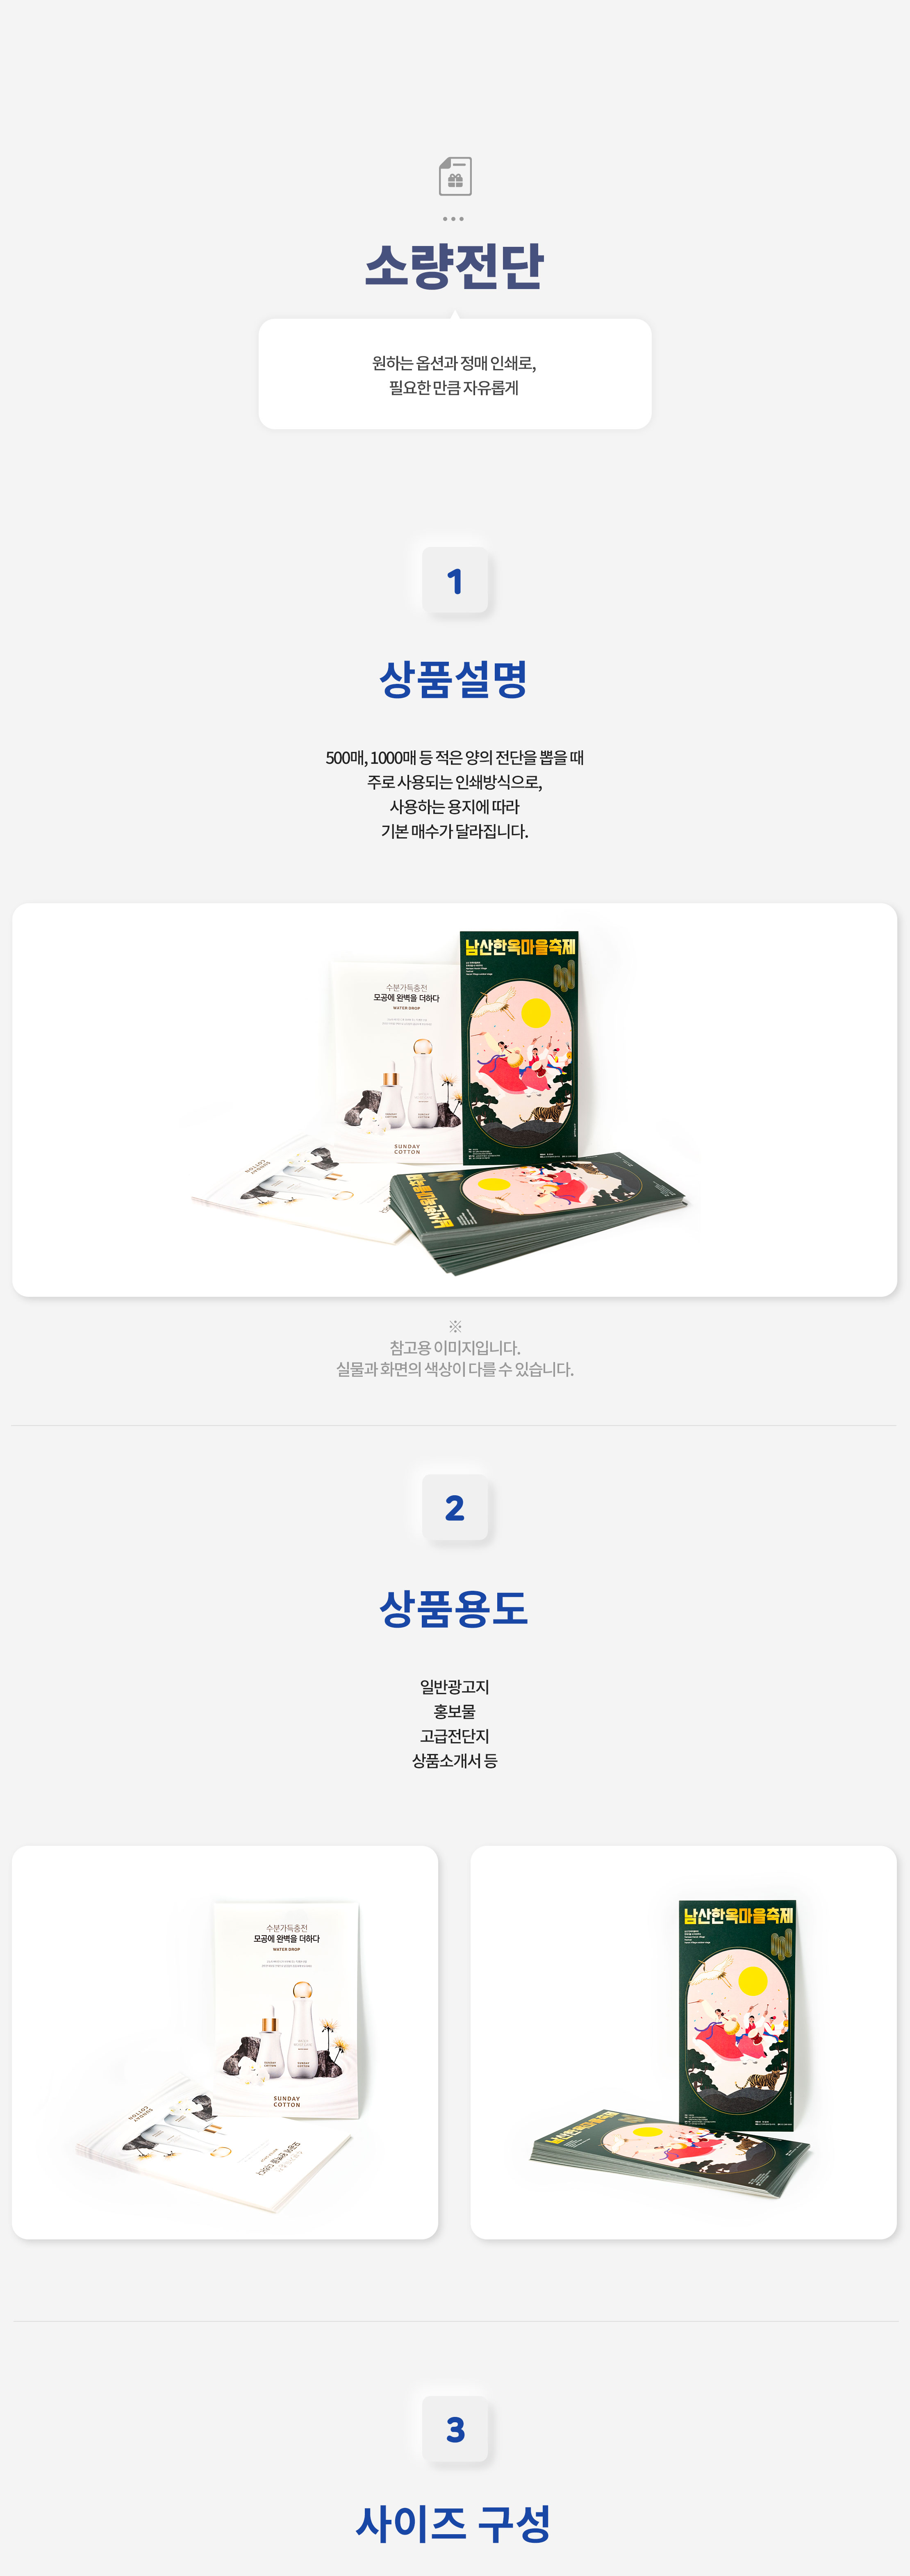 소량전단
원하는 옵션과 정매 인쇄로,
필요한 만큼 자유롭게
1
상품설명
500매, 1000매 등 적은 양의 전단을 뽑을 때
주로 사용되는 인쇄방식으로,
사용하는 용지에 따라
기본 매수가 달라집니다.
남산한옥마을축제
수분가득충전
모공에 완벽을 더하다
WATER DROP
SUNDAY
COTTON
※
참고용 이미지입니다.
실물과 화면의 색상이 다를 수 있습니다.
2
상품용도
일반광고지
홍보물
고급전단지
상품소개서 등
수분가득충전
모공에 완벽을 더하다
WATER DROP
SUNDAY
COTTON
남산한옥마을축제
3
사이즈 구성